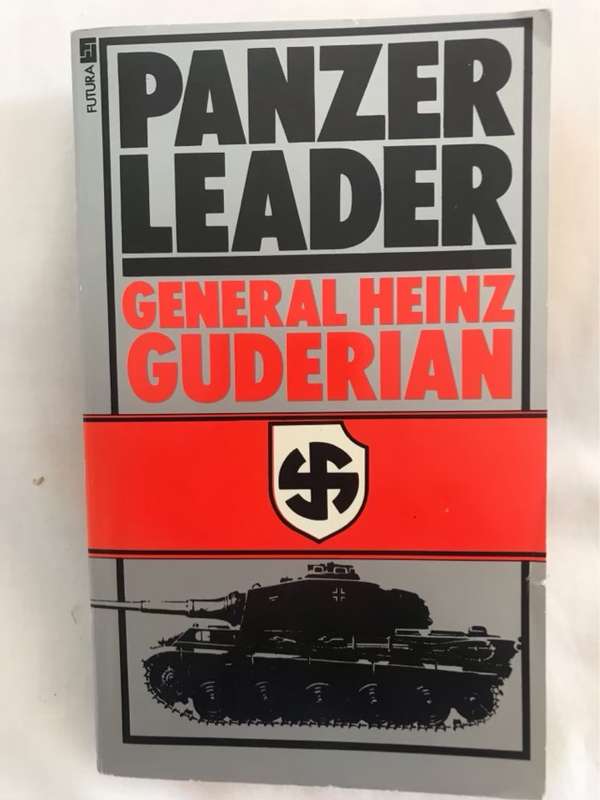 FUTURA
PANZER
LEADER
GENERAL HEINZ
GUDERIAN